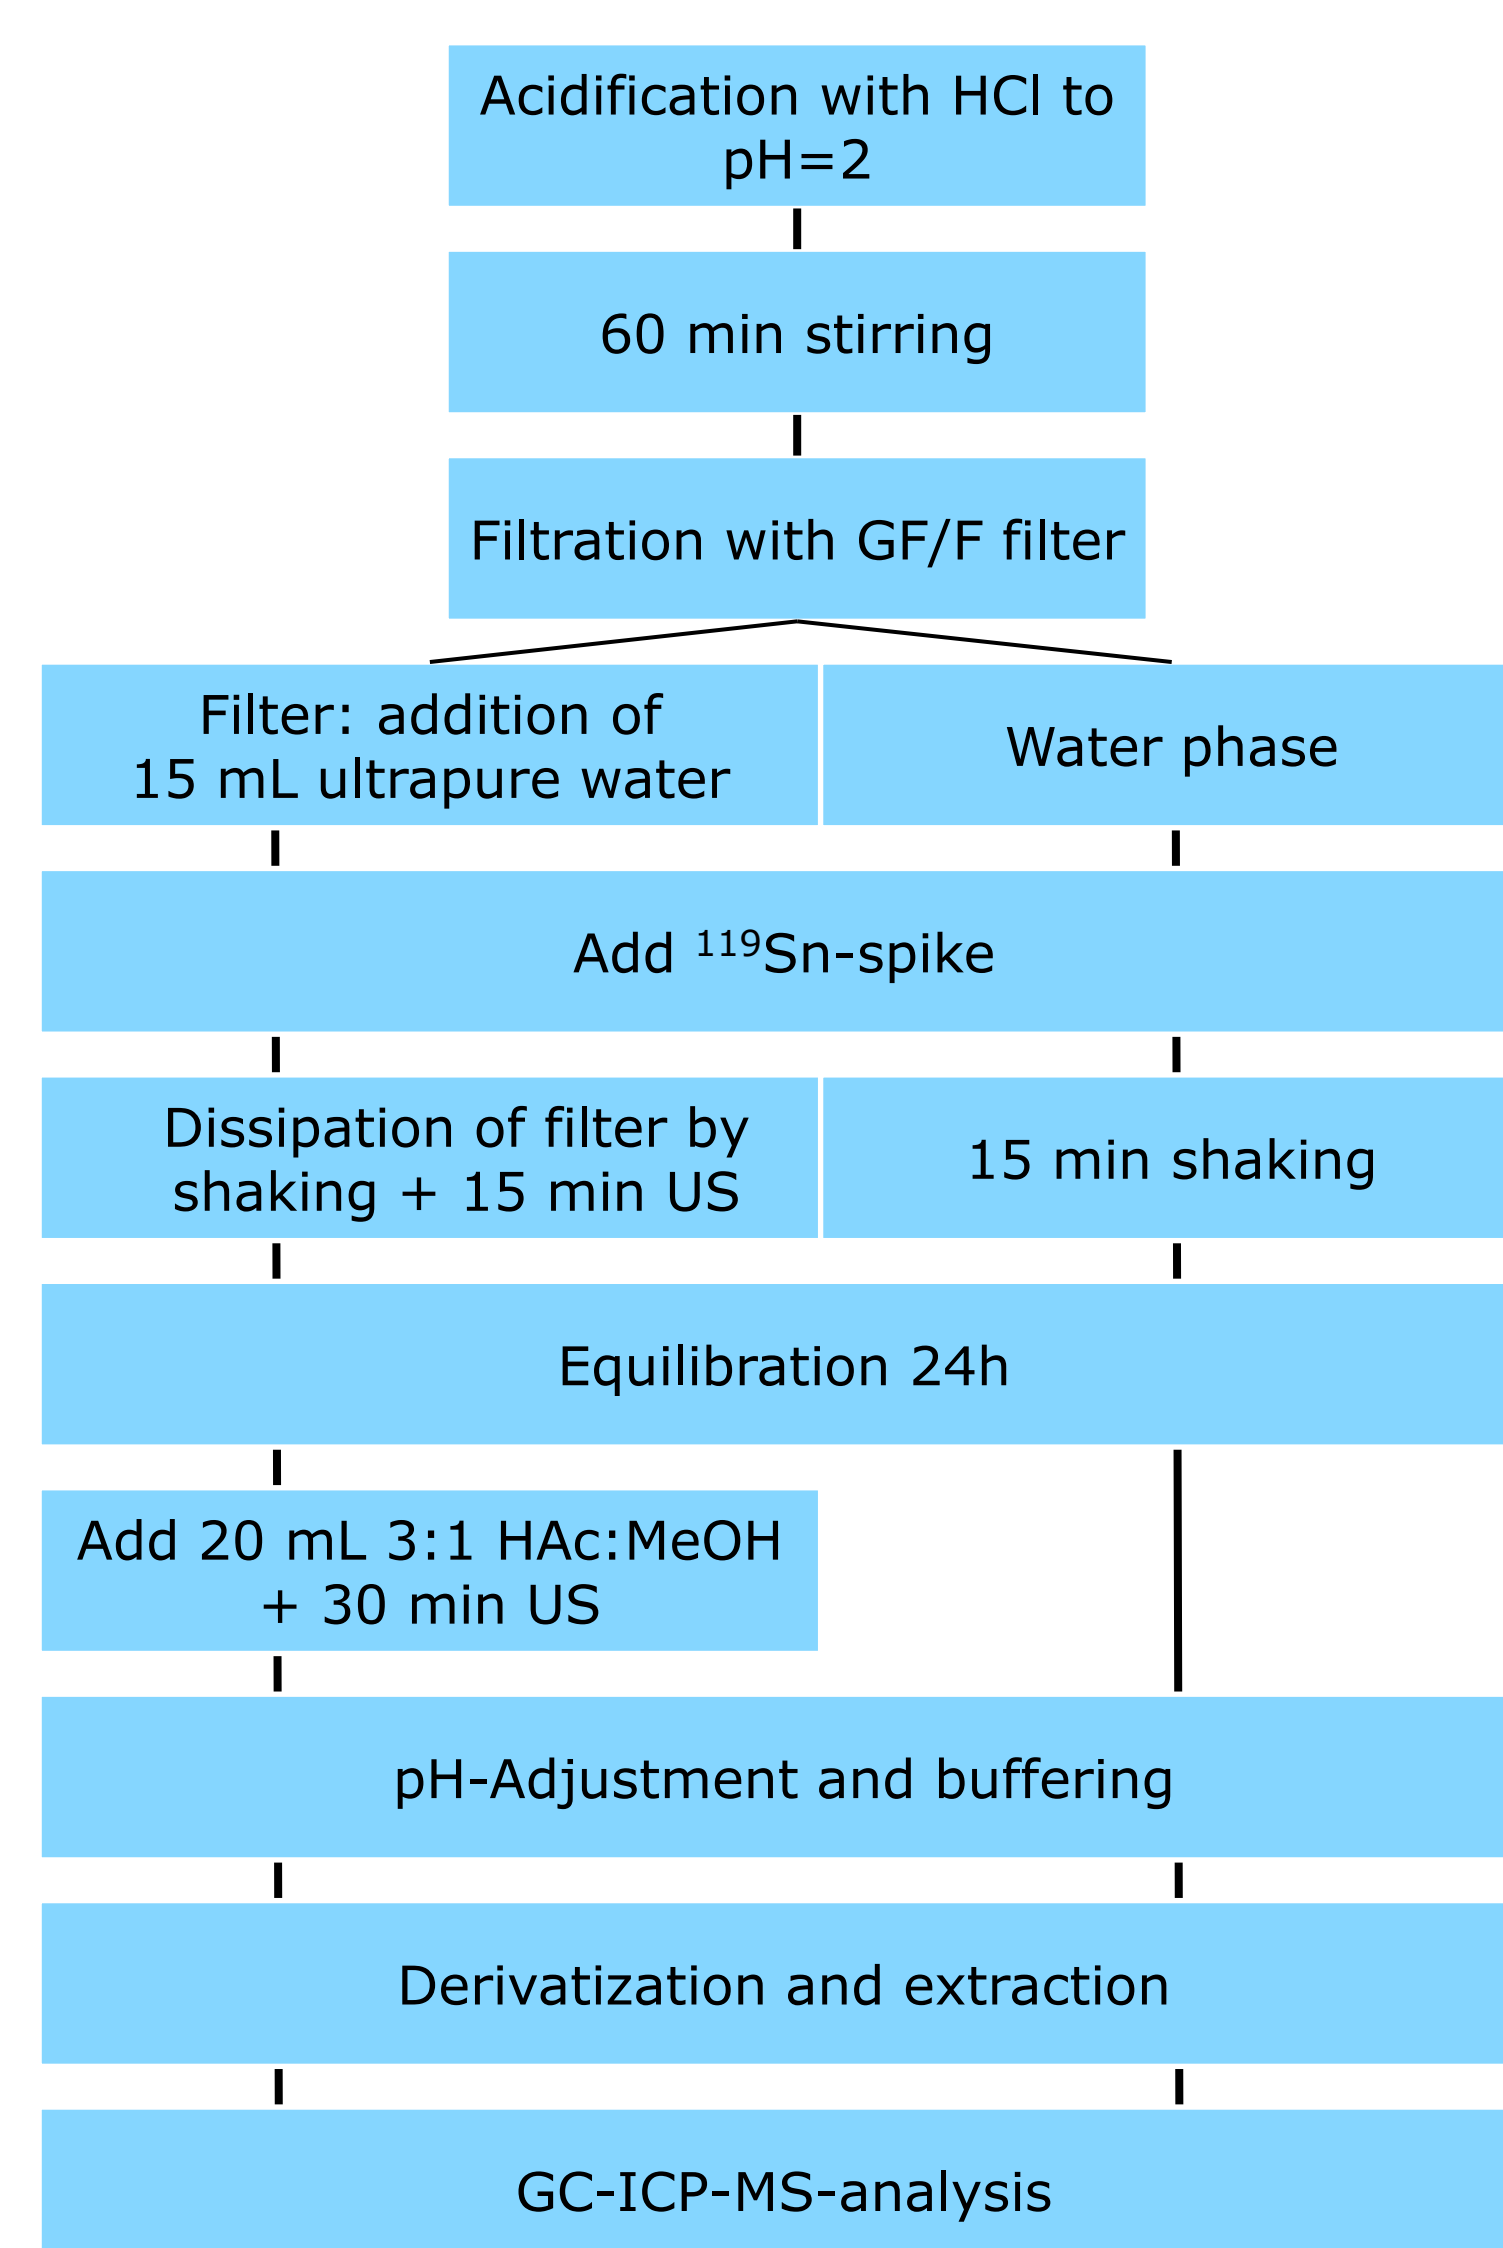 Acidification with HCl to
pH=2
60 min stirring
Filtration with GF/F filter
Filter: addition of
15 mL ultrapure water
Water phase
Add ¹¹⁹Sn-spike
Dissipation of filter by
shaking + 15 min US
15 min shaking
Equilibration 24h
Add 20 mL 3:1 HAc:MeOH
+ 30 min US
pH-Adjustment and buffering
Derivatization and extraction
GC-ICP-MS-analysis